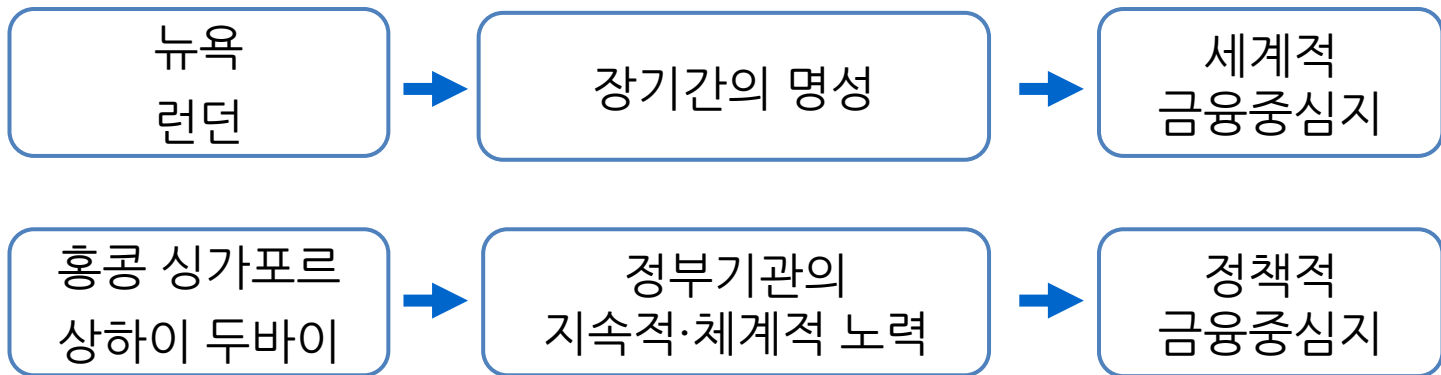 뉴욕
런던
장기간의 명성
세계적
금융중심지
홍콩 싱가포르
상하이 두바이
정부기관의
지속적·체계적 노력
정책적
금융중심지